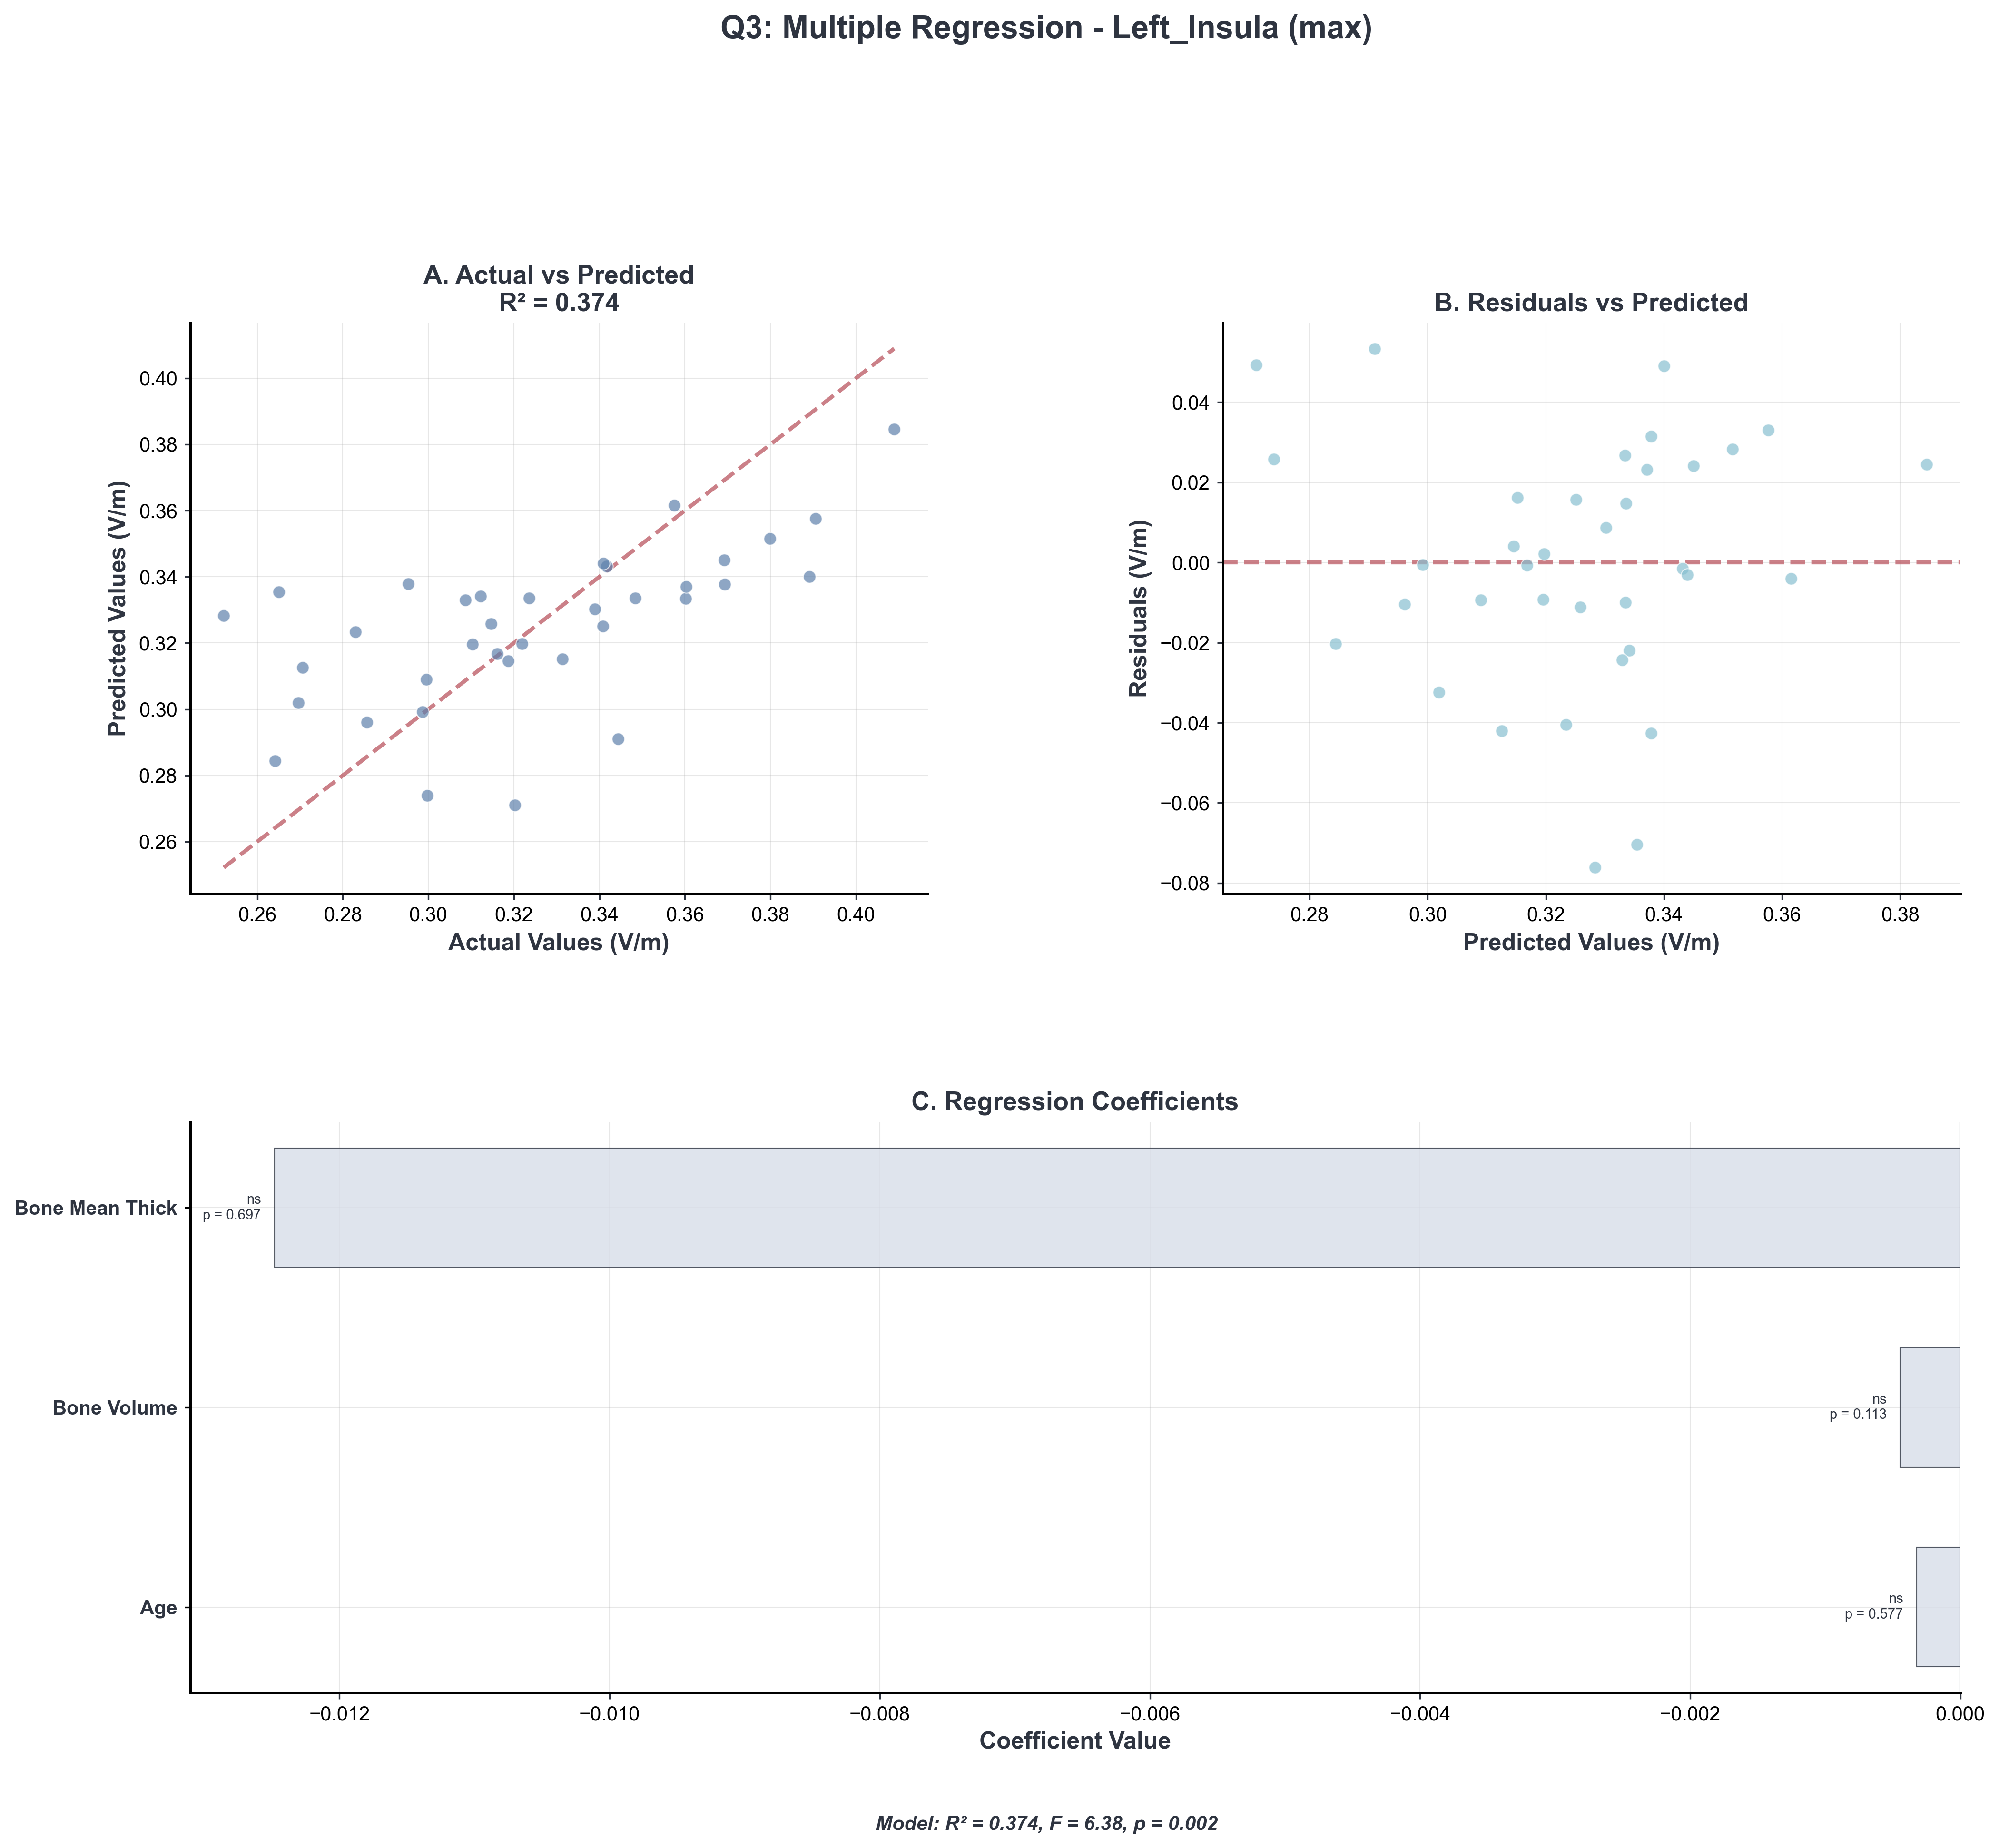 Q3: Multiple Regression - Left_Insula (max)
A. Actual vs Predicted
R² = 0.374
0.40
0.38
0.36
0.34
0.32
0.30
0.28
0.26
Predicted Values (V/m)
0.26 0.28 0.30 0.32 0.34 0.36 0.38 0.40
Actual Values (V/m)
B. Residuals vs Predicted
0.04
0.02
0.00
−0.02
−0.04
−0.06
−0.08
Residuals (V/m)
0.28 0.30 0.32 0.34 0.36 0.38
Predicted Values (V/m)
C. Regression Coefficients
Bone Mean Thick
ns
p = 0.697
Bone Volume
ns
p = 0.113
Age
ns
p = 0.577
−0.012 −0.010 −0.008 −0.006 −0.004 −0.002 0.000
Coefficient Value
Model: R² = 0.374, F = 6.38, p = 0.002